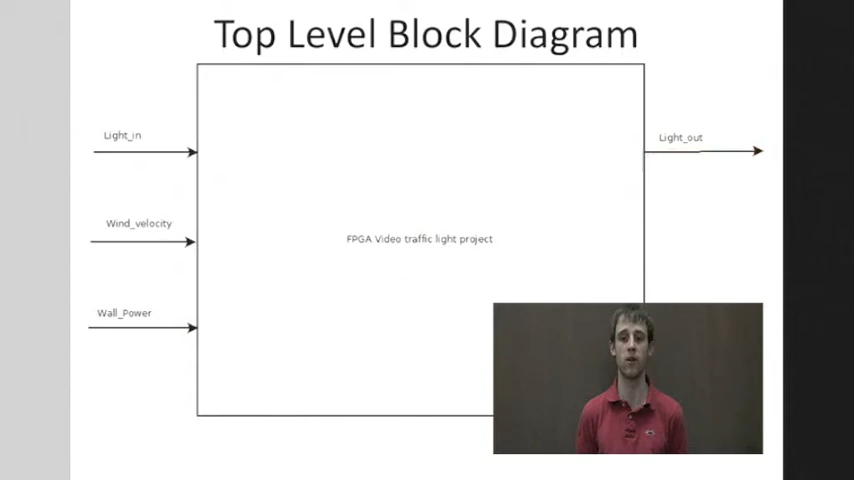 Top Level Block Diagram
Light_in
Light_out
Wind_velocity
FPGA Video traffic light project
Wall_Power